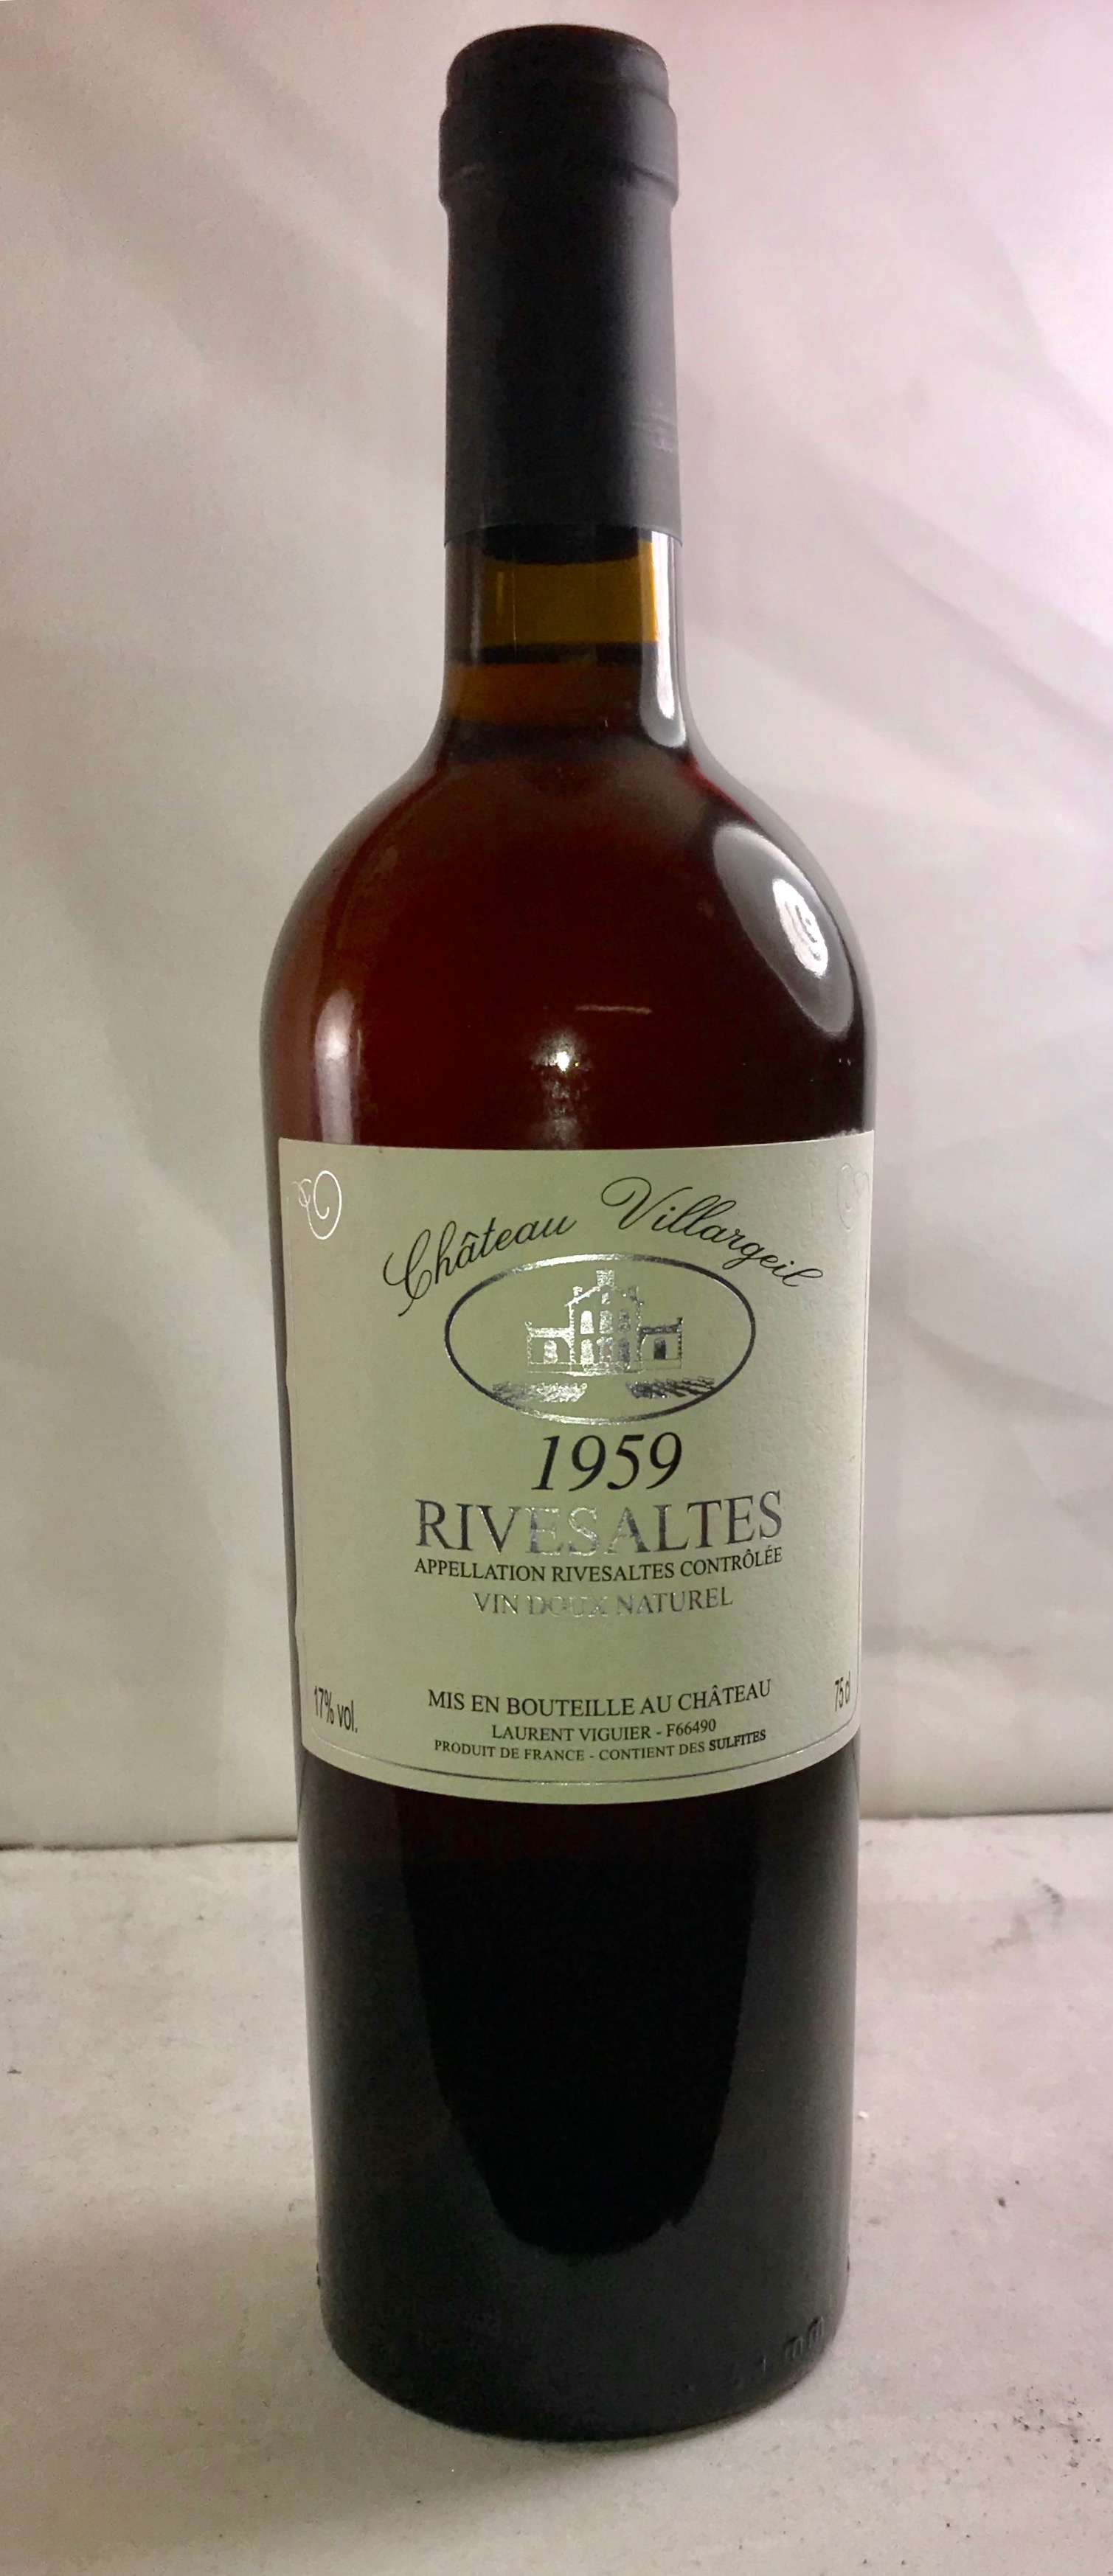 Château Villargeil
1959
RIVESALTES
APPELLATION RIVESALTES CONTRÔLÉE
VIN DOUX NATUREL
17% vol.
MIS EN BOUTEILLE AU CHÂTEAU
75 cl
LAURENT VIGUIER - F66490
PRODUIT DE FRANCE - CONTIENT DES SULFITES